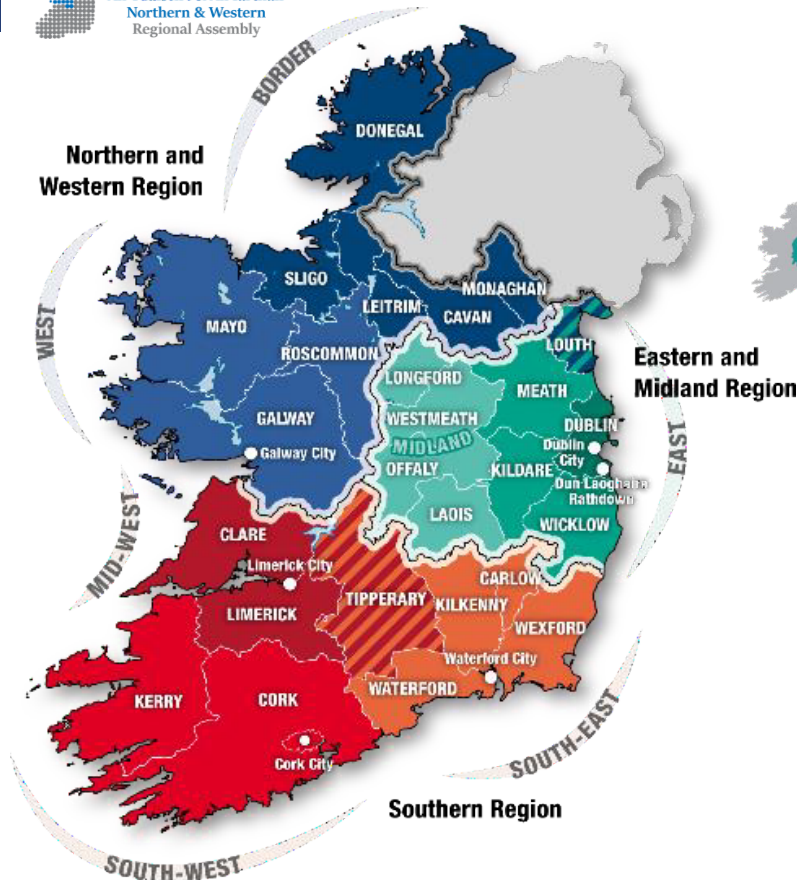 Northern & Western
Regional Assembly
BORDER
DONEGAL
Northern and
Western Region
SLIGO
LEITRIM
MONAGHAN
CAVAN
WEST
MAYO
ROSCOMMON
LOUTH
Eastern and
Midland Region
LONGFORD
MEATH
GALWAY
WESTMEATH
DUBLIN
Galway City
MIDLAND
Dublin
City
EAST
OFFALY
KILDARE
Dun Laoghaire
Rathdown
LAOIS
WICKLOW
MID-WEST
CLARE
Limerick City
CARLOW
LIMERICK
TIPPERARY
KILKENNY
WEXFORD
Waterford City
KERRY
CORK
WATERFORD
Cork City
SOUTH-EAST
Southern Region
SOUTH-WEST